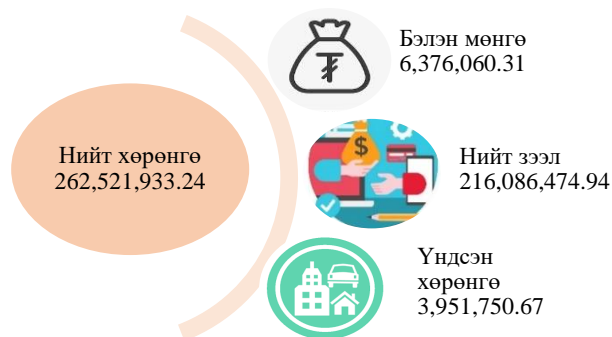 Нийт хөрөнгө
262,521,933.24
Бэлэн мөнгө
6,376,060.31
₮
$
Нийт зээл
216,086,474.94
Үндсэн
хөрөнгө
3,951,750.67